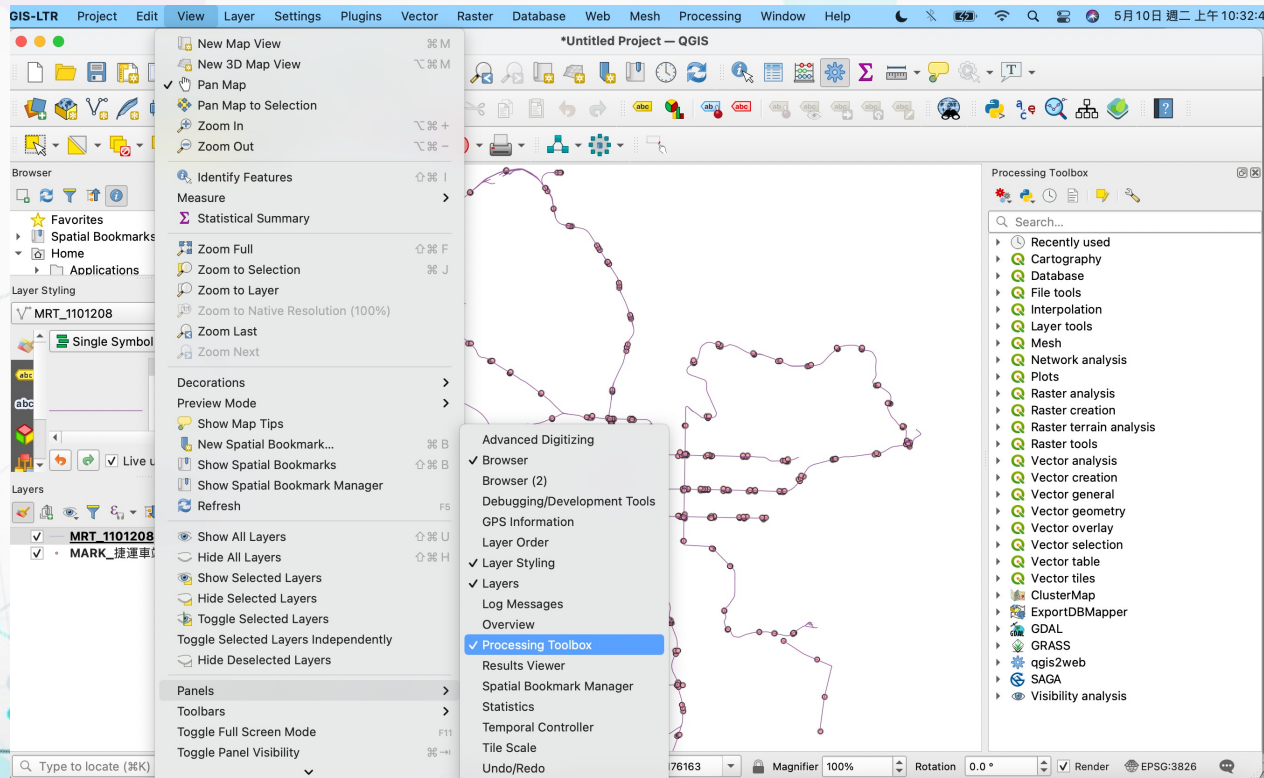 GIS-LTR Project Edit View Layer Settings Plugins Vector Raster Database Web Mesh Processing Window Help 5月10日 週二 上午10:32:4
*Untitled Project — QGIS
New Map View ⌘M
New 3D Map View ⌥⌘M
✓ Pan Map
Pan Map to Selection
Zoom In ⌥⌘+
Zoom Out ⌥⌘−
Identify Features ⇧⌘I
Measure
Statistical Summary
Zoom Full ⇧⌘F
Zoom to Selection ⌘J
Zoom to Layer
Zoom to Native Resolution (100%)
Zoom Last
Zoom Next
Decorations
Preview Mode
Show Map Tips
New Spatial Bookmark... ⌘B
Show Spatial Bookmarks ⇧⌘B
Show Spatial Bookmark Manager
Refresh F5
Show All Layers ⇧⌘U
Hide All Layers ⇧⌘H
Show Selected Layers
Hide Selected Layers
Toggle Selected Layers
Toggle Selected Layers Independently
Hide Deselected Layers
Panels
Toolbars
Toggle Full Screen Mode F11
Toggle Panel Visibility ⌘⇥
Advanced Digitizing
✓ Browser
Browser (2)
Debugging/Development Tools
GPS Information
Layer Order
✓ Layer Styling
✓ Layers
Log Messages
Overview
✓ Processing Toolbox
Results Viewer
Spatial Bookmark Manager
Statistics
Temporal Controller
Tile Scale
Undo/Redo
Browser
Favorites
Spatial Bookmarks
Home
Applications
Layer Styling
MRT_1101208
Single Symbol
abc
abc
Live u
Layers
MRT_1101208
MARK_捷運車
Processing Toolbox
Search...
Recently used
Cartography
Database
File tools
Interpolation
Layer tools
Mesh
Network analysis
Plots
Raster analysis
Raster creation
Raster terrain analysis
Raster tools
Vector analysis
Vector creation
Vector general
Vector geometry
Vector overlay
Vector selection
Vector table
Vector tiles
ClusterMap
ExportDBMapper
GDAL
GRASS
qgis2web
SAGA
Visibility analysis
Type to locate (⌘K) 76163 Magnifier 100% Rotation 0.0 ° Render EPSG:3826